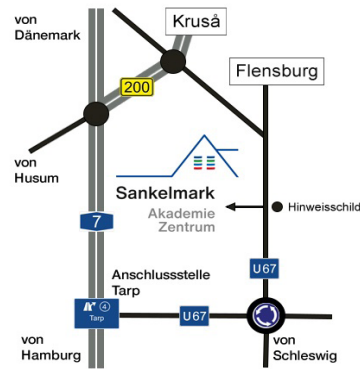 von
Dänemark
Kruså
200
Flensburg
von
Husum
Sankelmark
Akademie
Zentrum
Hinweisschild
7
U67
Anschlussstelle
Tarp
4
Tarp
U67
von
Hamburg
von
Schleswig